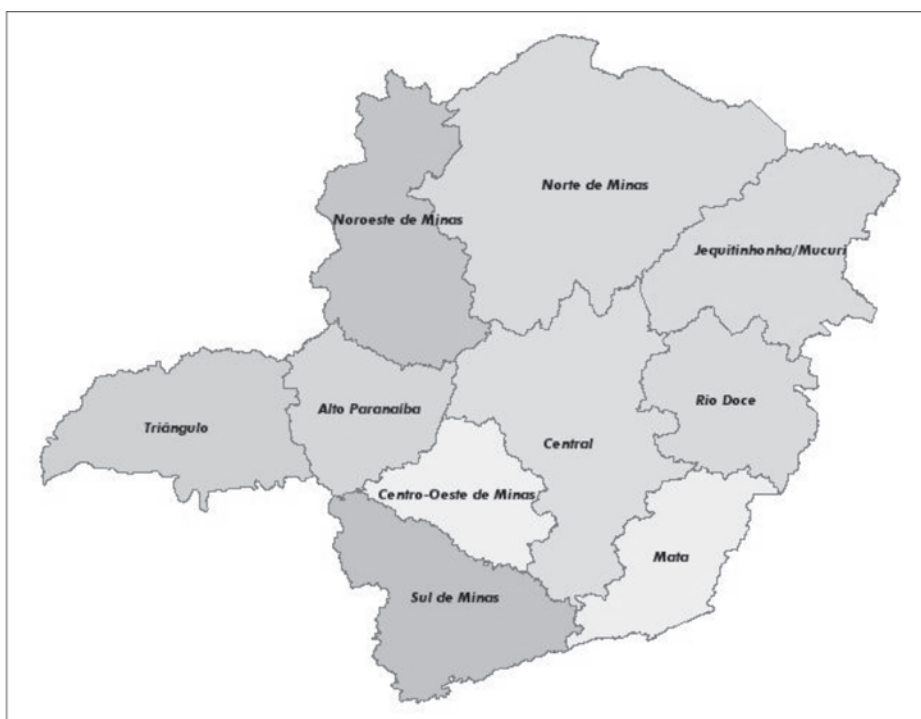 Norte de Minas
Noroeste de Minas
Jequitinhonha/Mucuri
Alto Paranaíba
Rio Doce
Triângulo
Central
Centro-Oeste de Minas
Mata
Sul de Minas